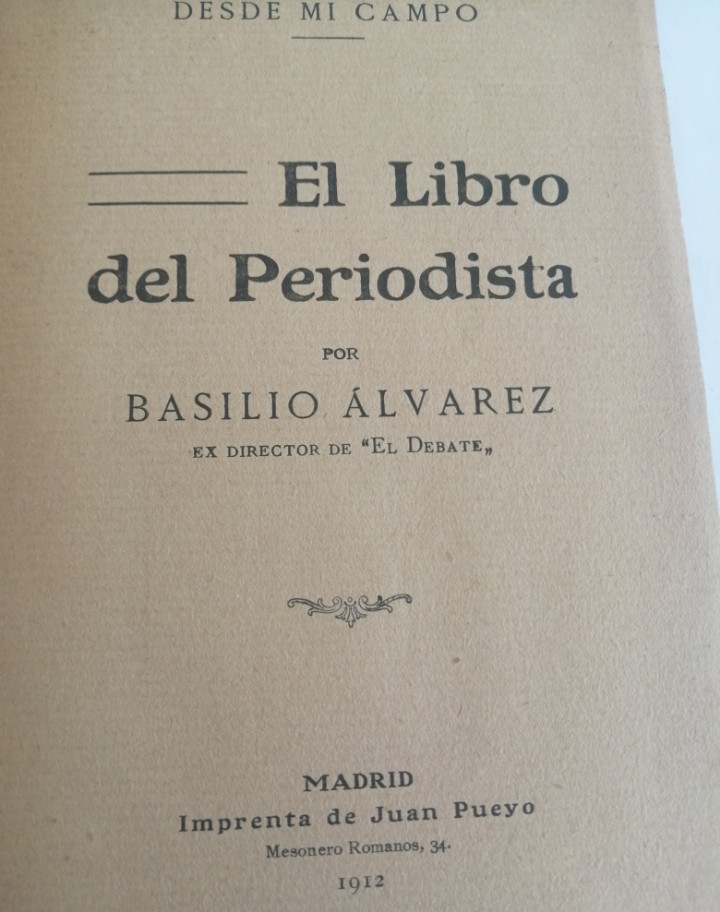 DESDE MI CAMPO
El Libro
del Periodista
POR
BASILIO ÁLVAREZ
EX DIRECTOR DE “EL DEBATE„
MADRID
Imprenta de Juan Pueyo
Mesonero Romanos, 34.
1912